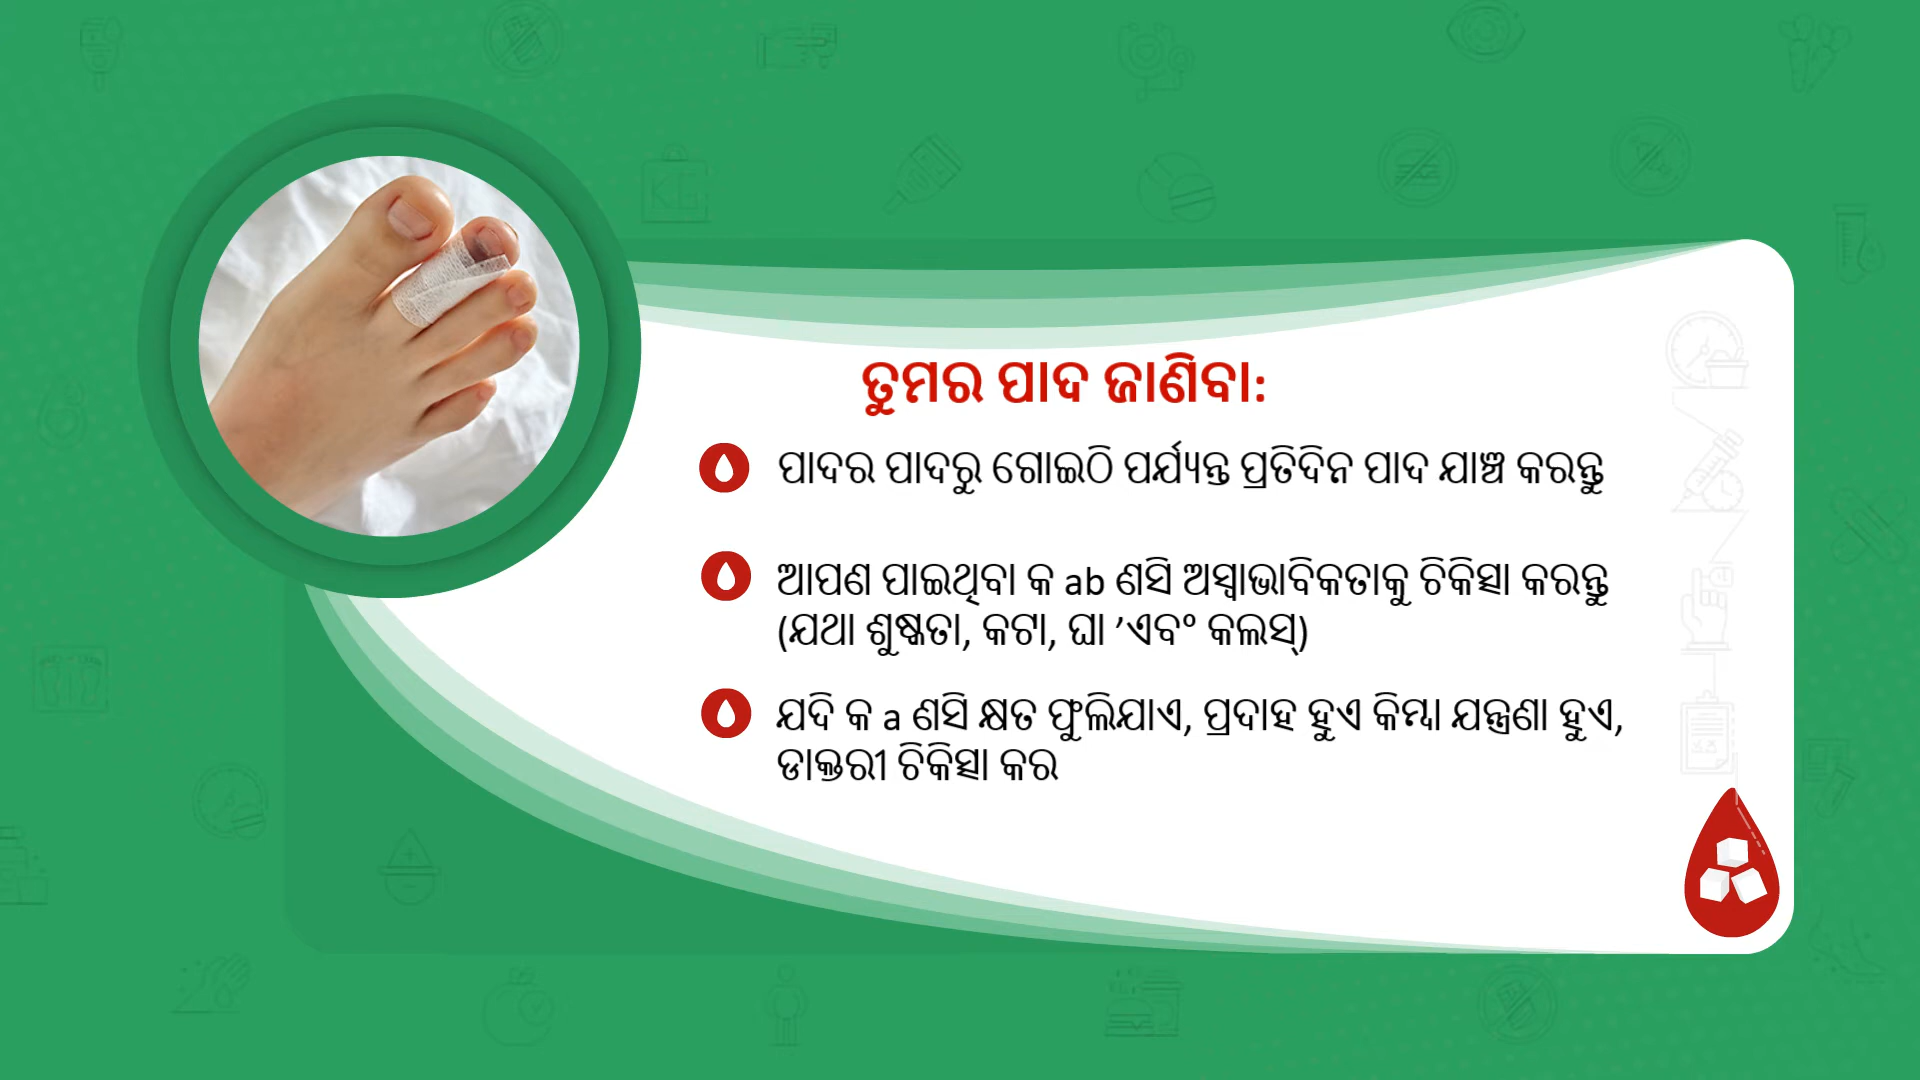 ତୁମର ପାଦ ଜାଣିବା:
ପାଦର ପାଦରୁ ଗୋଇଠି ପର୍ଯ୍ୟନ୍ତ ପ୍ରତିଦିନ ପାଦ ଯାଞ୍ଚ କରନ୍ତୁ
ଆପଣ ପାଇଥିବା କ ab ଣସି ଅସ୍ୱାଭାବିକତାକୁ ଚିକିତ୍ସା କରନ୍ତୁ
(ଯଥା ଶୁଷ୍କତା, କଟା, ଘା ’ଏବଂ କଲସ୍)
ଯଦି କ a ଣସି କ୍ଷତ ଫୁଲିଯାଏ, ପ୍ରଦାହ ହୁଏ କିମ୍ବା ଯନ୍ତ୍ରଣା ହୁଏ,
ଡାକ୍ତରୀ ଚିକିତ୍ସା କର